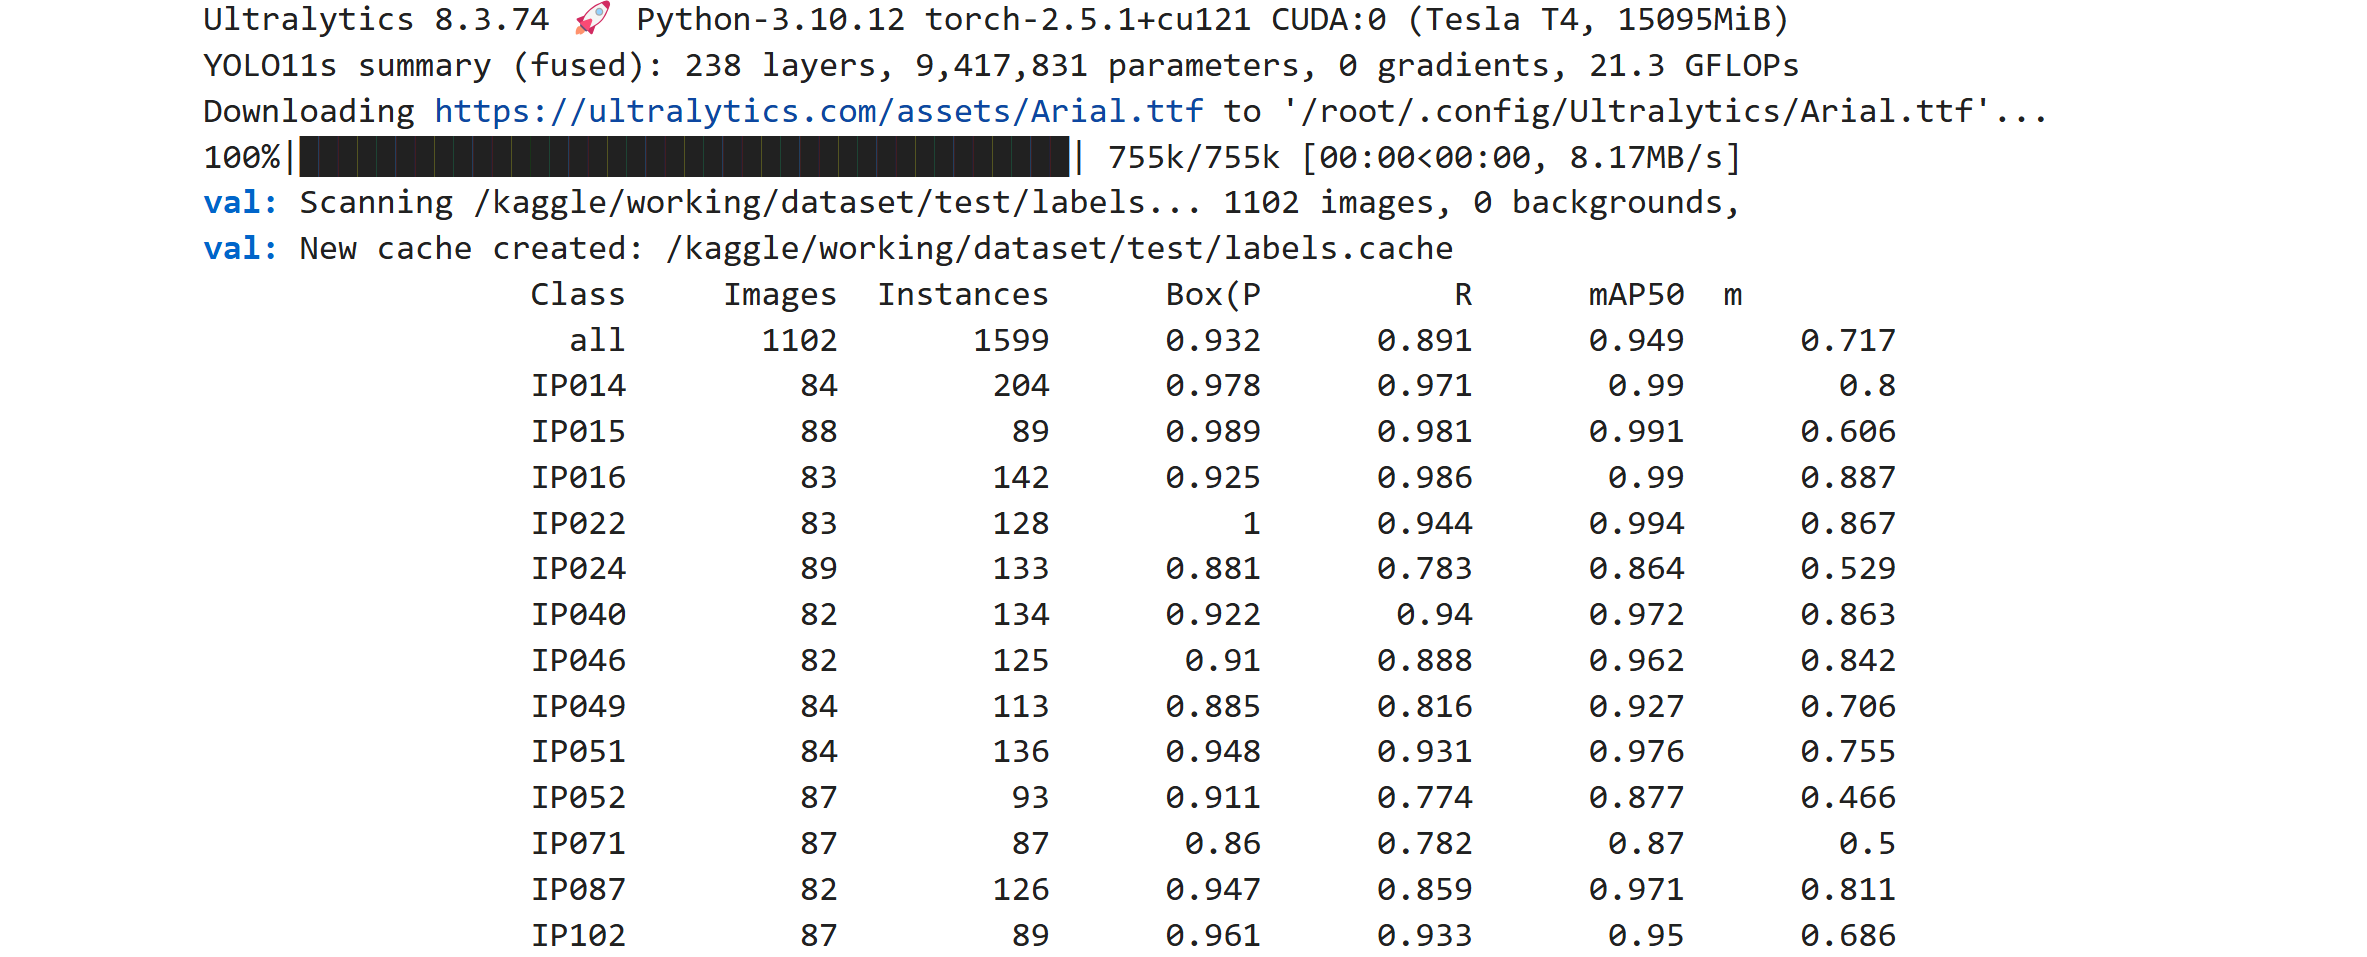 Ultralytics 8.3.74 🚀 Python-3.10.12 torch-2.5.1+cu121 CUDA:0 (Tesla T4, 15095MiB)
YOLO11s summary (fused): 238 layers, 9,417,831 parameters, 0 gradients, 21.3 GFLOPs
Downloading https://ultralytics.com/assets/Arial.ttf to '/root/.config/Ultralytics/Arial.ttf'...
100%|████████████████████████████████████████| 755k/755k [00:00<00:00, 8.17MB/s]
val: Scanning /kaggle/working/dataset/test/labels... 1102 images, 0 backgrounds,
val: New cache created: /kaggle/working/dataset/test/labels.cache
Class Images Instances Box(P R mAP50 m
all 1102 1599 0.932 0.891 0.949 0.717
IP014 84 204 0.978 0.971 0.99 0.8
IP015 88 89 0.989 0.981 0.991 0.606
IP016 83 142 0.925 0.986 0.99 0.887
IP022 83 128 1 0.944 0.994 0.867
IP024 89 133 0.881 0.783 0.864 0.529
IP040 82 134 0.922 0.94 0.972 0.863
IP046 82 125 0.91 0.888 0.962 0.842
IP049 84 113 0.885 0.816 0.927 0.706
IP051 84 136 0.948 0.931 0.976 0.755
IP052 87 93 0.911 0.774 0.877 0.466
IP071 87 87 0.86 0.782 0.87 0.5
IP087 82 126 0.947 0.859 0.971 0.811
IP102 87 89 0.961 0.933 0.95 0.686